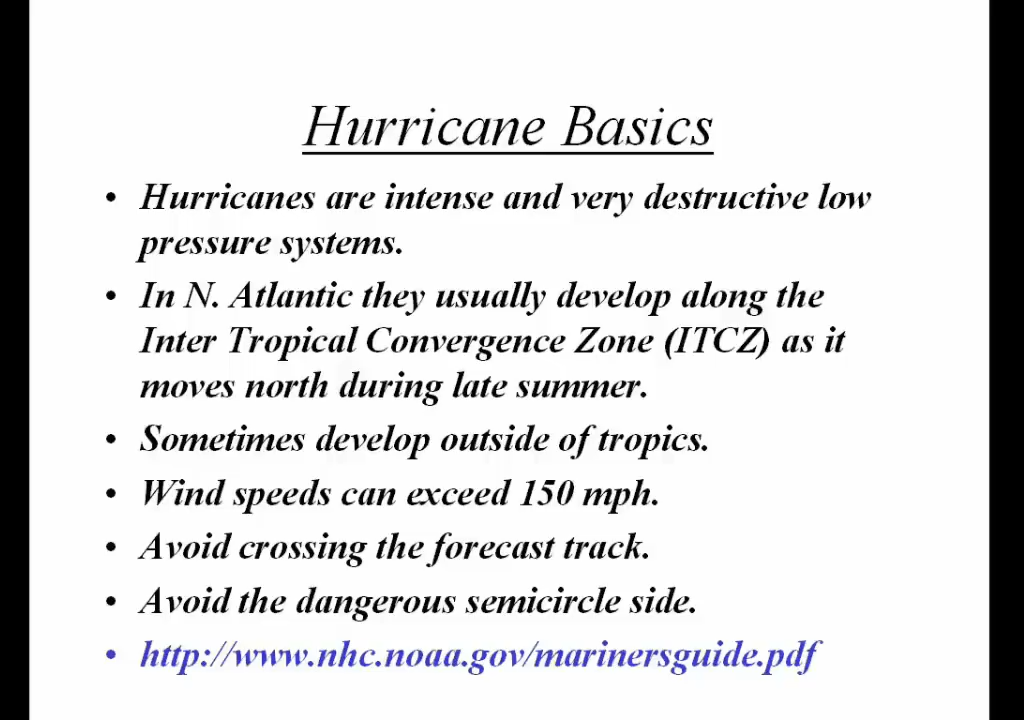 Hurricane Basics
• Hurricanes are intense and very destructive low
pressure systems.
• In N. Atlantic they usually develop along the
Inter Tropical Convergence Zone (ITCZ) as it
moves north during late summer.
• Sometimes develop outside of tropics.
• Wind speeds can exceed 150 mph.
• Avoid crossing the forecast track.
• Avoid the dangerous semicircle side.
• http://www.nhc.noaa.gov/marinersguide.pdf